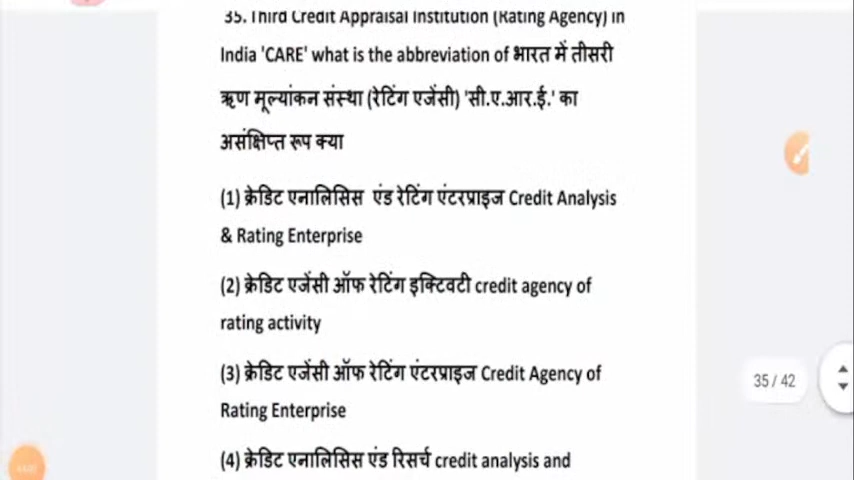 35. Third Credit Appraisal Institution (Rating Agency) in
India 'CARE' what is the abbreviation of भारत में तीसरी
ऋण मूल्यांकन संस्था (रेटिंग एजेंसी) 'सी.ए.आर.ई.' का
असंक्षिप्त रूप क्या
(1) क्रेडिट एनालिसिस एंड रेटिंग एंटरप्राइज Credit Analysis
& Rating Enterprise
(2) क्रेडिट एजेंसी ऑफ रेटिंग इक्टिवटी credit agency of
rating activity
(3) क्रेडिट एजेंसी ऑफ रेटिंग एंटरप्राइज Credit Agency of
Rating Enterprise
(4) क्रेडिट एनालिसिस एंड रिसर्च credit analysis and
35 / 42